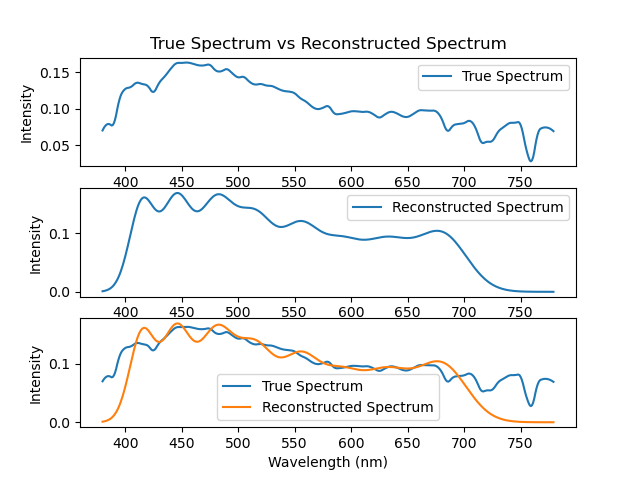 True Spectrum vs Reconstructed Spectrum
Intensity
0.15
0.10
0.05
True Spectrum
400 450 500 550 600 650 700 750
Intensity
0.1
0.0
Reconstructed Spectrum
400 450 500 550 600 650 700 750
Intensity
0.1
0.0
True Spectrum
Reconstructed Spectrum
400 450 500 550 600 650 700 750
Wavelength (nm)